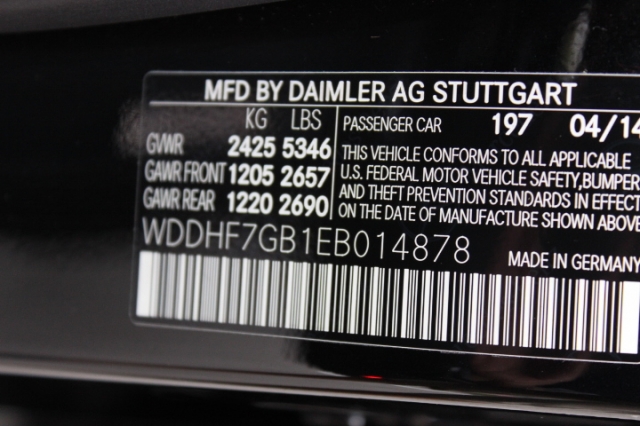 MFD BY DAIMLER AG STUTTGART
KG LBS
GVWR 2425 5346
GAWR FRONT 1205 2657
GAWR REAR 1220 2690
PASSENGER CAR 197 04/14
THIS VEHICLE CONFORMS TO ALL APPLICABLE
U.S. FEDERAL MOTOR VEHICLE SAFETY, BUMPER
AND THEFT PREVENTION STANDARDS IN EFFECT
ON THE DATE OF MANUFACTURE SHOWN ABOVE
WDDHF7GB1EB014878
MADE IN GERMANY